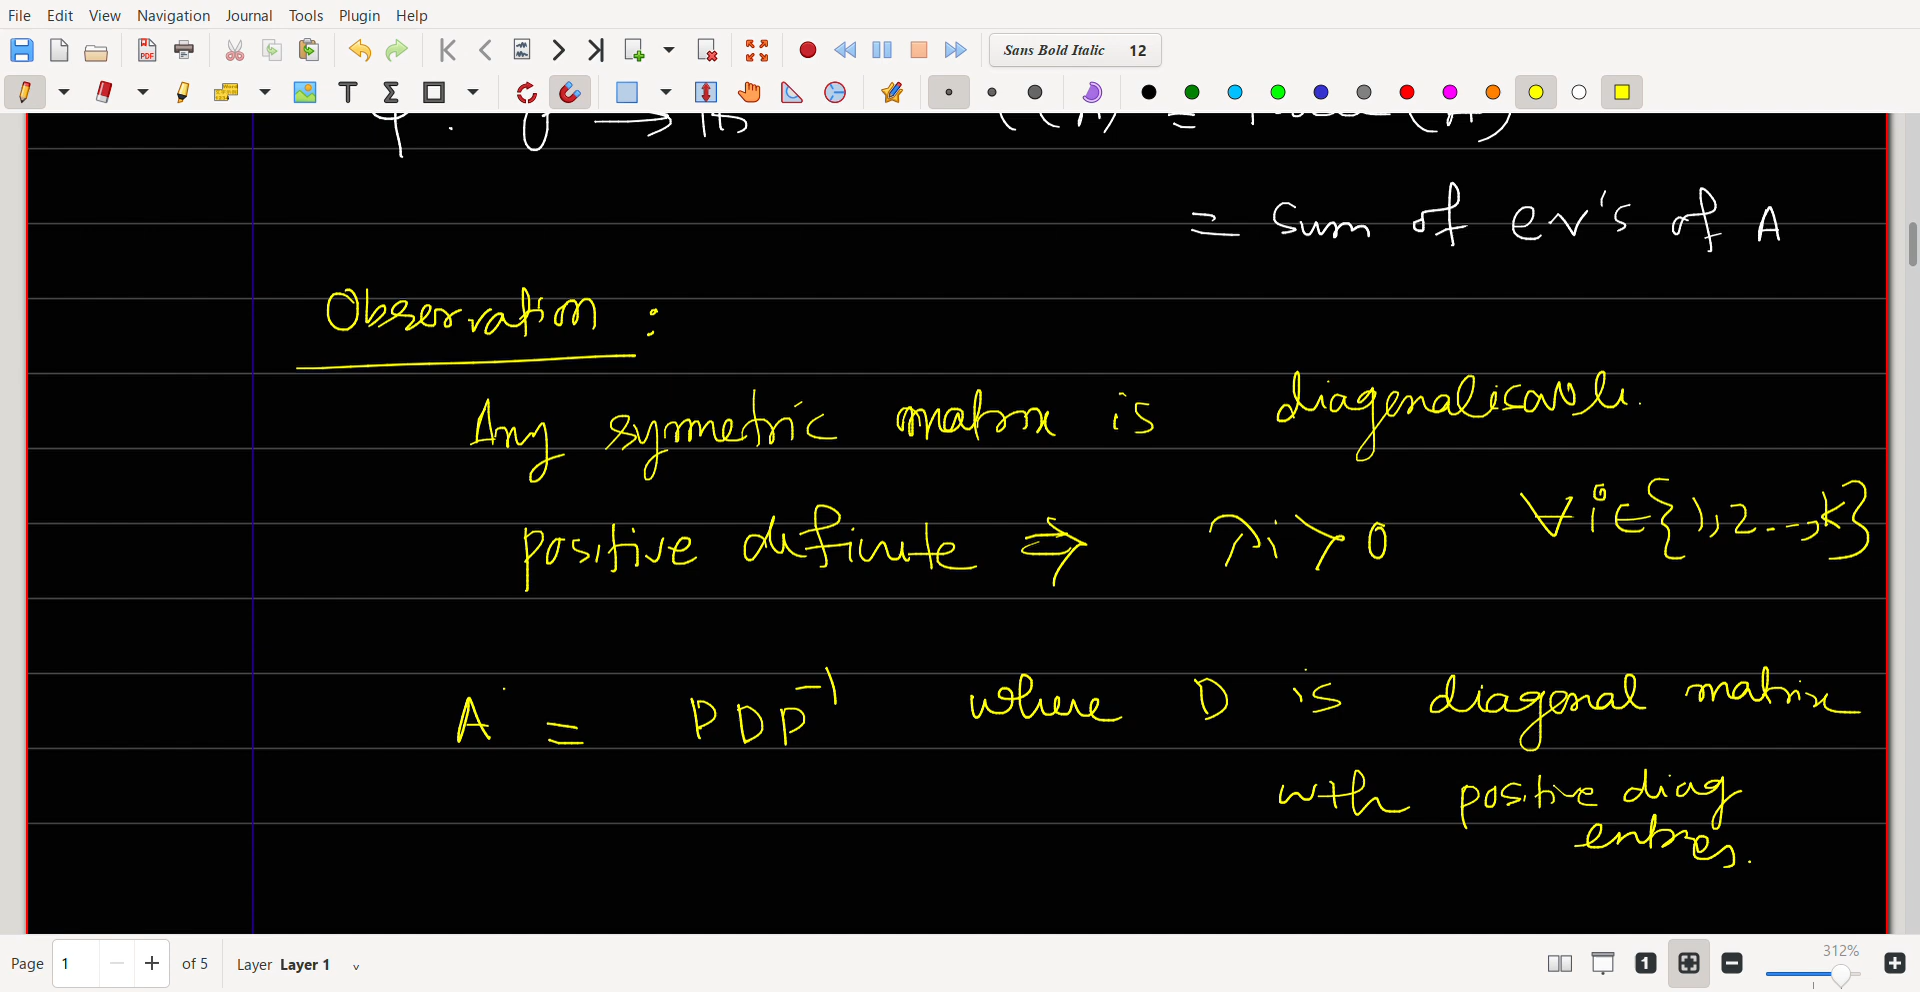 File Edit View Navigation Journal Tools Plugin Help
Sans Bold Italic 12
= Sum of ev's of A
Observation :
Any symmetric matrix is diagonalisable.
positive definite ⇒ λi > 0 ∀ i ∈ {1, 2 ..., k}
A = PDP⁻¹ where D is diagonal matrix
with positive diag
entries.
Page 1 of 5 Layer Layer 1
312%